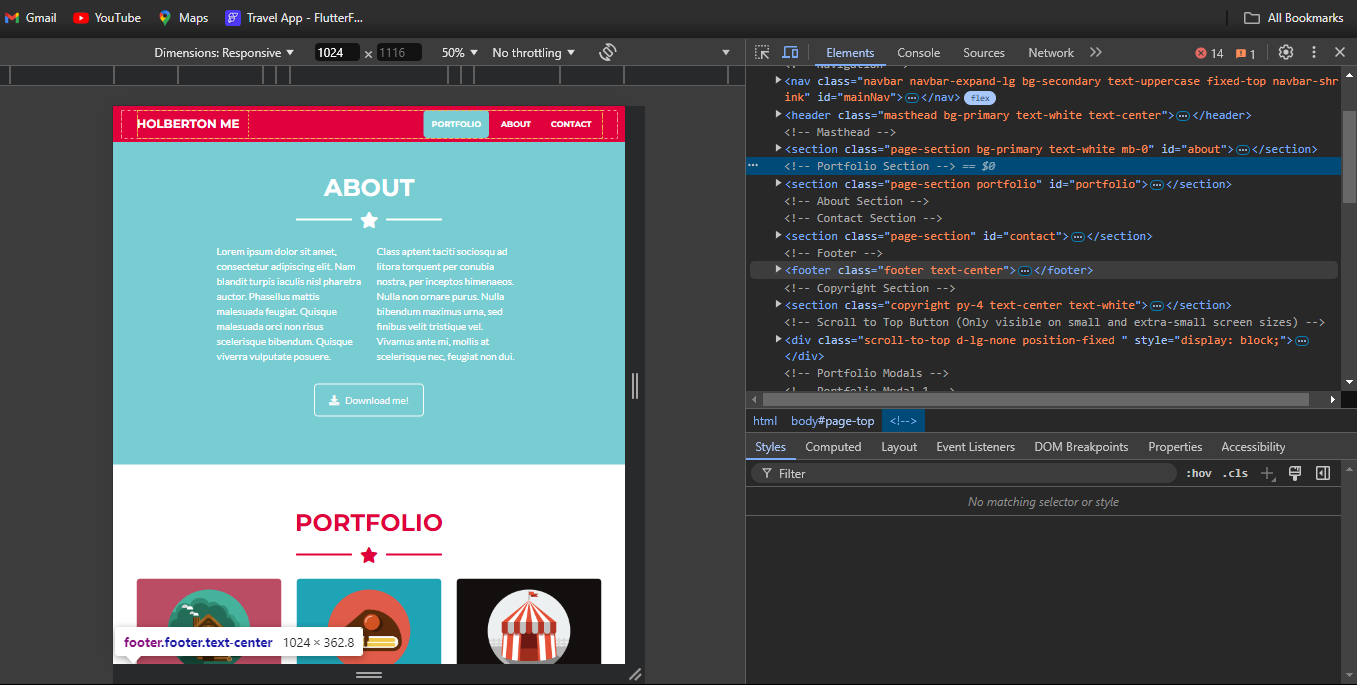 Gmail YouTube Maps Travel App - FlutterF... All Bookmarks
Dimensions: Responsive 1024 x 1116 50% No throttling
Elements Console Sources Network 14 1
HOLBERTON ME PORTFOLIO ABOUT CONTACT
ABOUT
Lorem ipsum dolor sit amet,
consectetur adipiscing elit. Nam
blandit turpis iaculis nisl pharetra
auctor. Phasellus mattis
malesuada feugiat. Quisque
malesuada orci non risus
scelerisque bibendum. Quisque
viverra vulputate posuere.
Class aptent taciti sociosqu ad
litora torquent per conubia
nostra, per inceptos himenaeos.
Nulla non ornare purus. Nulla
bibendum maximus urna, sed
finibus velit tristique vel.
Vivamus ante mi, mollis at
scelerisque nec, feugiat non dui.
Download me!
PORTFOLIO
footer.footer.text-center 1024 × 362.8
<!-- Navigation -->
<nav class="navbar navbar-expand-lg bg-secondary text-uppercase fixed-top navbar-shr
ink" id="mainNav">…</nav> flex
<header class="masthead bg-primary text-white text-center">…</header>
<!-- Masthead -->
<section class="page-section bg-primary text-white mb-0" id="about">…</section>
<!-- Portfolio Section --> == $0
<section class="page-section portfolio" id="portfolio">…</section>
<!-- About Section -->
<!-- Contact Section -->
<section class="page-section" id="contact">…</section>
<!-- Footer -->
<footer class="footer text-center">…</footer>
<!-- Copyright Section -->
<section class="copyright py-4 text-center text-white">…</section>
<!-- Scroll to Top Button (Only visible on small and extra-small screen sizes) -->
<div class="scroll-to-top d-lg-none position-fixed " style="display: block;">…
</div>
<!-- Portfolio Modals -->
<!-- Portfolio Modal 1 -->
html body#page-top <!-->
Styles Computed Layout Event Listeners DOM Breakpoints Properties Accessibility
Filter :hov .cls
No matching selector or style